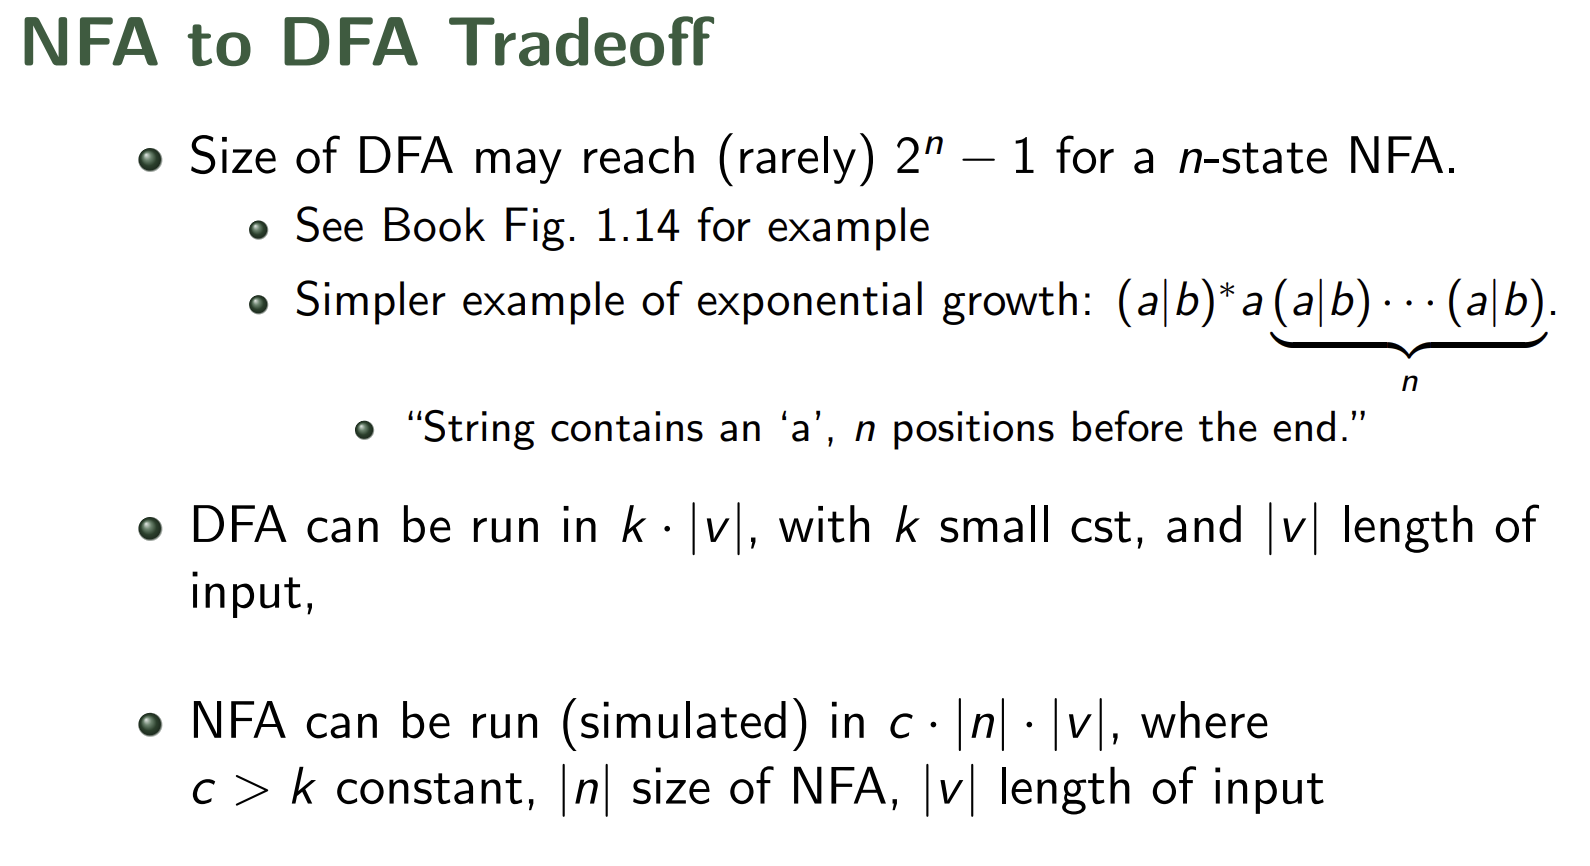 NFA to DFA Tradeoff
Size of DFA may reach (rarely) 2ⁿ − 1 for a n-state NFA.
See Book Fig. 1.14 for example
Simpler example of exponential growth: (a|b)*a(a|b)···(a|b).
n
“String contains an ‘a’, n positions before the end.”
DFA can be run in k · |v|, with k small cst, and |v| length of
input,
NFA can be run (simulated) in c · |n| · |v|, where
c > k constant, |n| size of NFA, |v| length of input